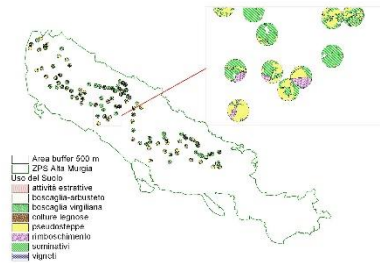 Area buffer 500 m
ZPS Alta Murgia
Uso del Suolo
attività estrattive
boscaglia-arbusteto
boscaglia virgiliana
colture legnose
pseudosteppe
rimboschimento
seminativi
vigneti